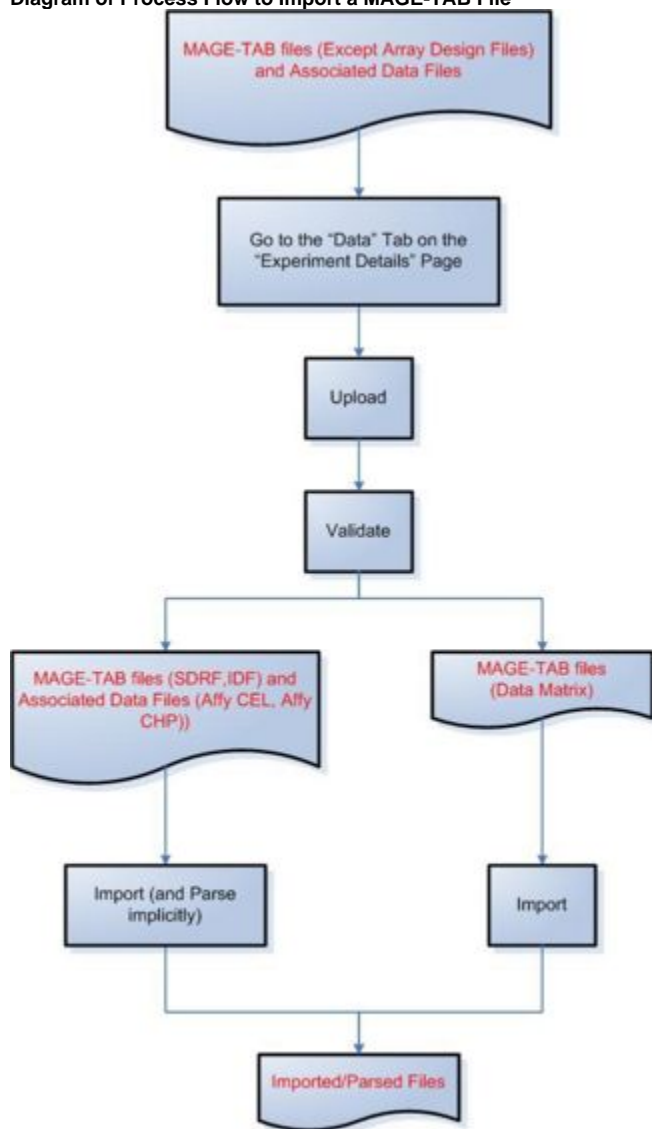 Diagram of Process Flow to Import a MAGE-TAB File
MAGE-TAB files (Except Array Design Files)
and Associated Data Files
Go to the “Data” Tab on the
“Experiment Details” Page
Upload
Validate
MAGE-TAB files (SDRF,IDF) and
Associated Data Files (Affy CEL, Affy
CHP))
MAGE-TAB files
(Data Matrix)
Import (and Parse
implicitly)
Import
Imported/Parsed Files